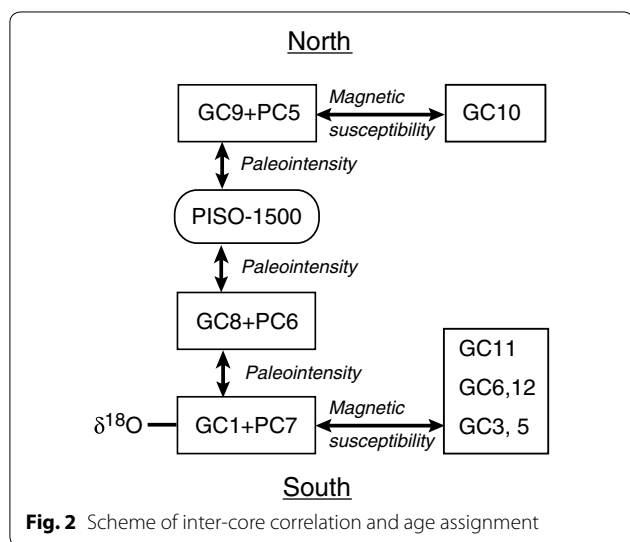 North
GC9+PC5
Magnetic
susceptibility
GC10
Paleointensity
PISO-1500
Paleointensity
GC8+PC6
Paleointensity
δ¹⁸O
GC1+PC7
Magnetic
susceptibility
GC11
GC6,12
GC3, 5
South
Fig. 2 Scheme of inter-core correlation and age assignment